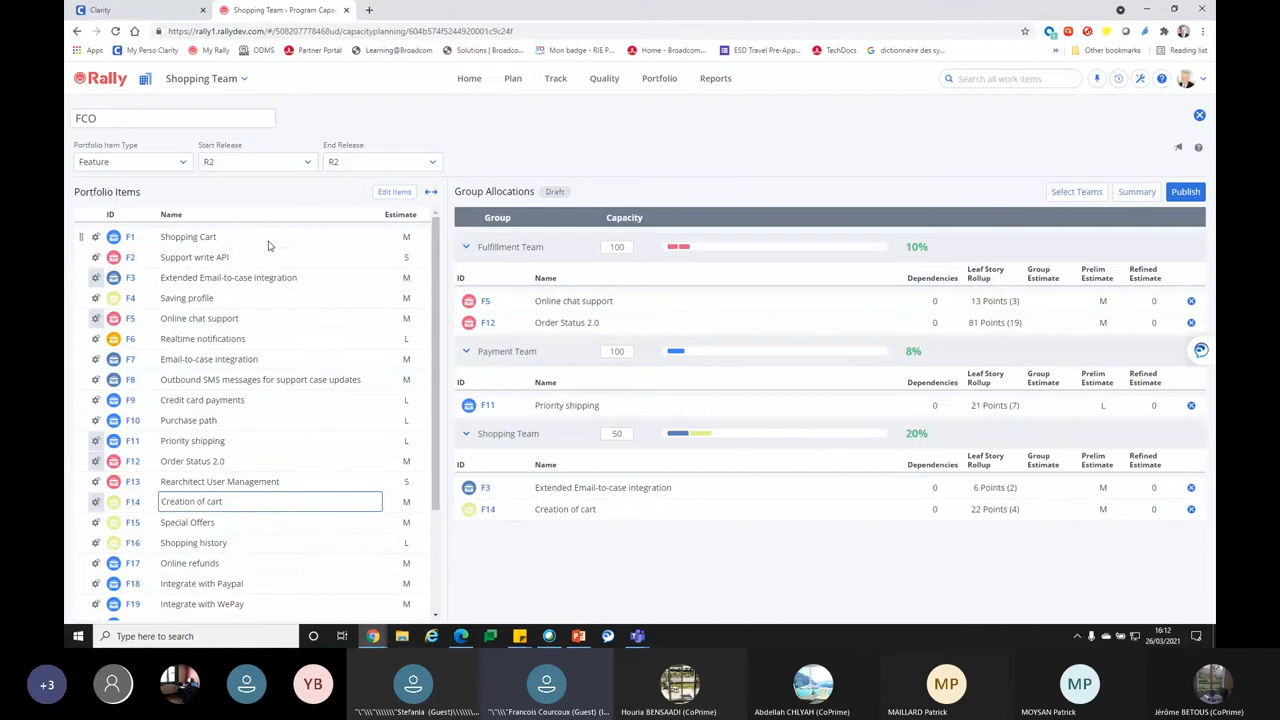 Clarity
Shopping Team › Program Capac
https://rally1.rallydev.com/#/508207778468ud/capacityplanning/604b574f5244920001c9c24f
Apps My Perso Clarity My Rally ODMS Partner Portal Learning@Broadcom Solutions | Broadco... Mon badge - RIE P... Home - Broadcom... ESD Travel Pre-App... TechDocs dictionnaire des sy... Other bookmarks Reading list
Rally Shopping Team Home Plan Track Quality Portfolio Reports Search all work items
FCO
Portfolio Item Type Start Release End Release
Feature R2 R2
Portfolio Items Edit Items Group Allocations Draft Select Teams Summary Publish
ID Name Estimate
F1 Shopping Cart M
F2 Support write API S
F3 Extended Email-to-case integration M
F4 Saving profile M
F5 Online chat support M
F6 Realtime notifications L
F7 Email-to-case integration M
F8 Outbound SMS messages for support case updates M
F9 Credit card payments L
F10 Purchase path L
F11 Priority shipping L
F12 Order Status 2.0 M
F13 Rearchitect User Management S
F14 Creation of cart M
F15 Special Offers M
F16 Shopping history L
F17 Online refunds M
F18 Integrate with Paypal M
F19 Integrate with WePay M
Group Capacity
Fulfillment Team 100 10%
ID Name Dependencies Leaf Story Rollup Group Estimate Prelim Estimate Refined Estimate
F5 Online chat support 0 13 Points (3) M 0
F12 Order Status 2.0 0 81 Points (19) M 0
Payment Team 100 8%
ID Name Dependencies Leaf Story Rollup Group Estimate Prelim Estimate Refined Estimate
F11 Priority shipping 0 21 Points (7) L 0
Shopping Team 50 20%
ID Name Dependencies Leaf Story Rollup Group Estimate Prelim Estimate Refined Estimate
F3 Extended Email-to-case integration 0 6 Points (2) M 0
F14 Creation of cart 0 22 Points (4) M 0
Type here to search
16:12
26/03/2021
+3 YB MP MP
"\"\\"\\\"Stefania (Guest)\\\\\\\... "\"\\"Francois Courcoux (Guest) (I... Houria BENSAADI (CoPrime) Abdellah CHLYAH (CoPrime) MAILLARD Patrick MOYSAN Patrick Jérôme BETOUS (CoPrime)